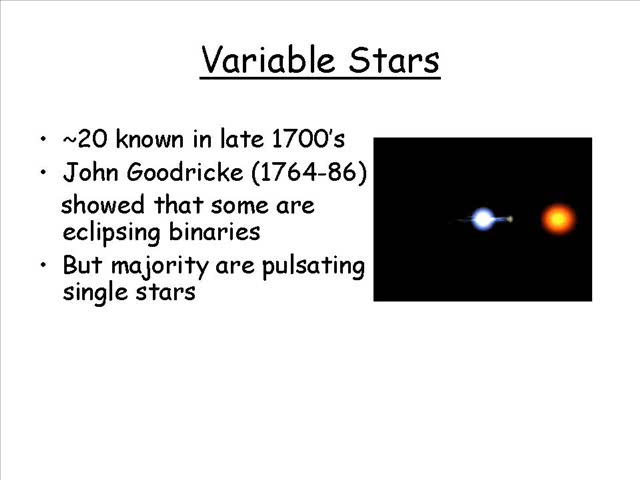 Variable Stars
• ~20 known in late 1700's
• John Goodricke (1764-86)
showed that some are
eclipsing binaries
• But majority are pulsating
single stars